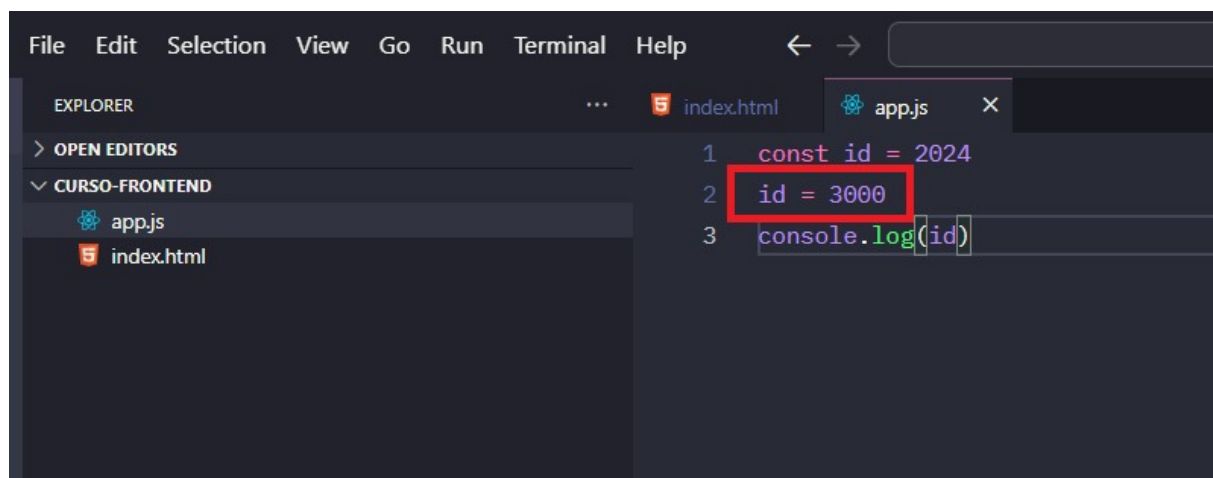 File Edit Selection View Go Run Terminal Help
EXPLORER ...
index.html app.js
OPEN EDITORS
CURSO-FRONTEND
app.js
index.html
1 const id = 2024
2 id = 3000
3 console.log(id)